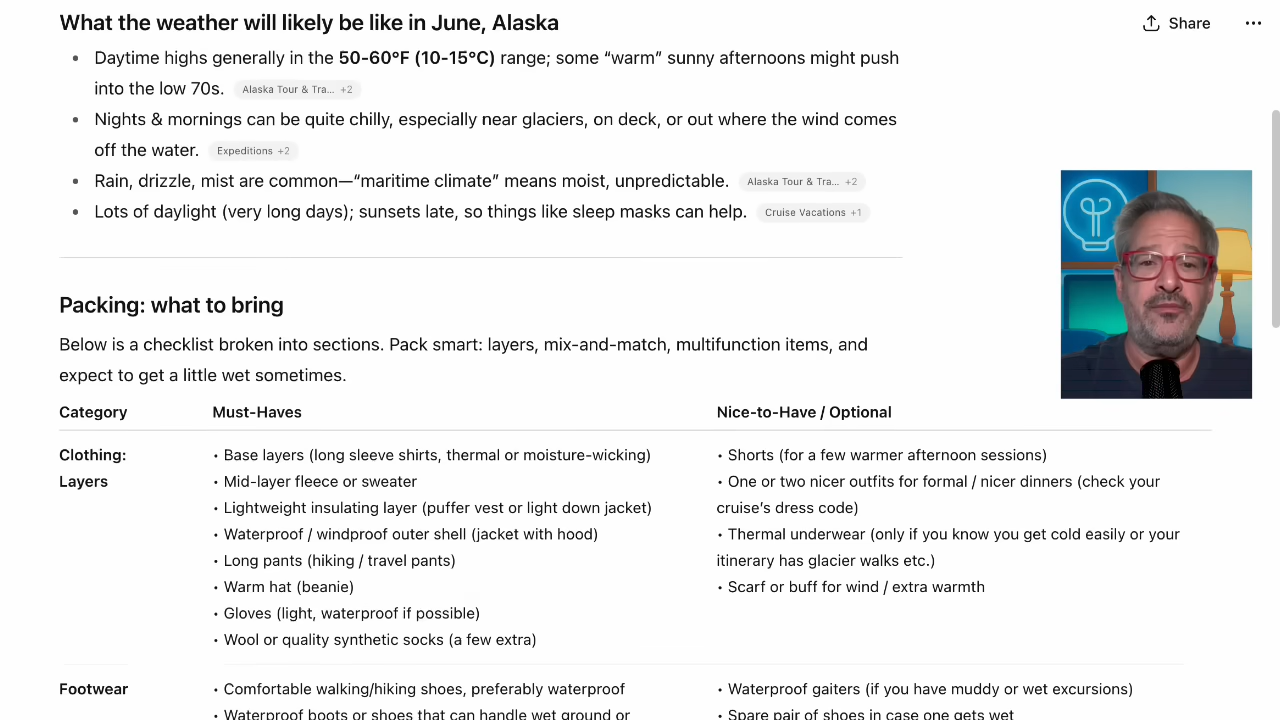 What the weather will likely be like in June, Alaska
Share
• Daytime highs generally in the 50-60°F (10-15°C) range; some “warm” sunny afternoons might push
into the low 70s. Alaska Tour & Tra... +2
• Nights & mornings can be quite chilly, especially near glaciers, on deck, or out where the wind comes
off the water. Expeditions +2
• Rain, drizzle, mist are common—“maritime climate” means moist, unpredictable. Alaska Tour & Tra... +2
• Lots of daylight (very long days); sunsets late, so things like sleep masks can help. Cruise Vacations +1
Packing: what to bring
Below is a checklist broken into sections. Pack smart: layers, mix-and-match, multifunction items, and
expect to get a little wet sometimes.
Category Must-Haves Nice-to-Have / Optional
Clothing:
Layers
• Base layers (long sleeve shirts, thermal or moisture-wicking)
• Mid-layer fleece or sweater
• Lightweight insulating layer (puffer vest or light down jacket)
• Waterproof / windproof outer shell (jacket with hood)
• Long pants (hiking / travel pants)
• Warm hat (beanie)
• Gloves (light, waterproof if possible)
• Wool or quality synthetic socks (a few extra)
• Shorts (for a few warmer afternoon sessions)
• One or two nicer outfits for formal / nicer dinners (check your
cruise’s dress code)
• Thermal underwear (only if you know you get cold easily or your
itinerary has glacier walks etc.)
• Scarf or buff for wind / extra warmth
Footwear
• Comfortable walking/hiking shoes, preferably waterproof
• Waterproof boots or shoes that can handle wet ground or
• Waterproof gaiters (if you have muddy or wet excursions)
• Spare pair of shoes in case one gets wet